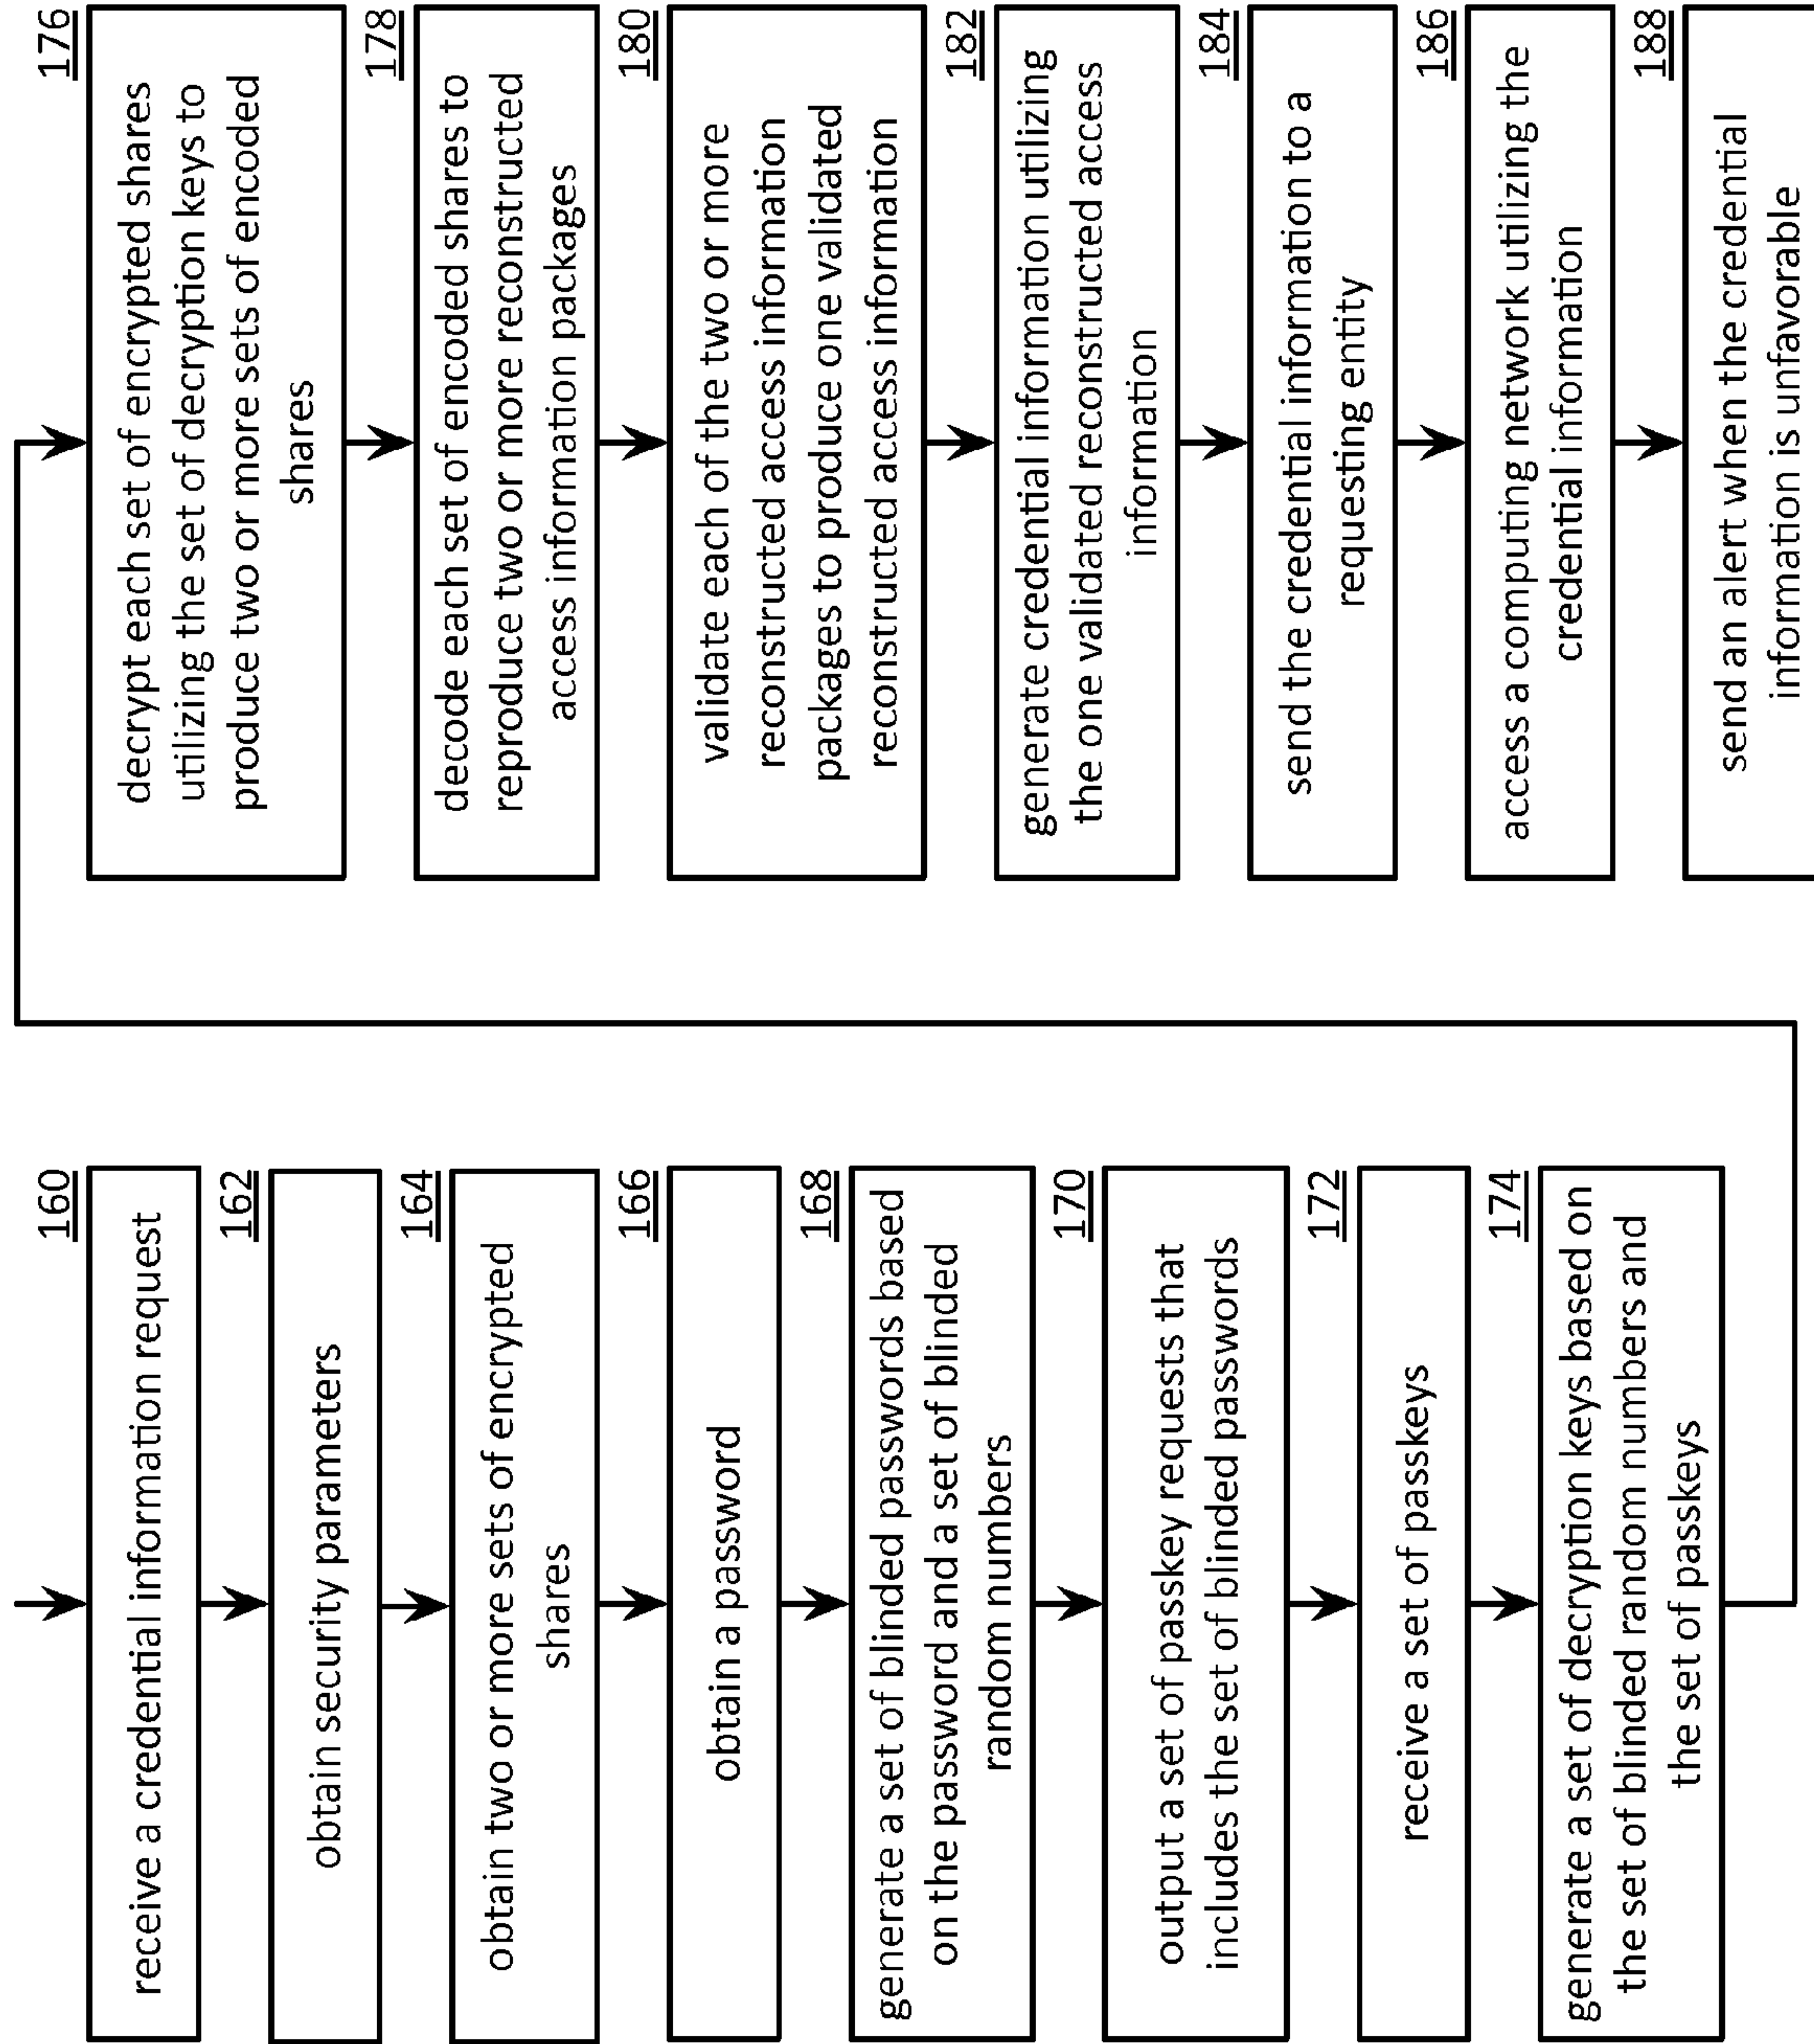 160
receive a credential information request
162
obtain security parameters
164
obtain two or more sets of encrypted
shares
166
obtain a password
168
generate a set of blinded passwords based
on the password and a set of blinded
random numbers
170
output a set of passkey requests that
includes the set of blinded passwords
172
receive a set of passkeys
174
generate a set of decryption keys based on
the set of blinded random numbers and
the set of passkeys
176
decrypt each set of encrypted shares
utilizing the set of decryption keys to
produce two or more sets of encoded
shares
178
decode each set of encoded shares to
reproduce two or more reconstructed
access information packages
180
validate each of the two or more
reconstructed access information
packages to produce one validated
reconstructed access information
182
generate credential information utilizing
the one validated reconstructed access
information
184
send the credential information to a
requesting entity
186
access a computing network utilizing the
credential information
188
send an alert when the credential
information is unfavorable